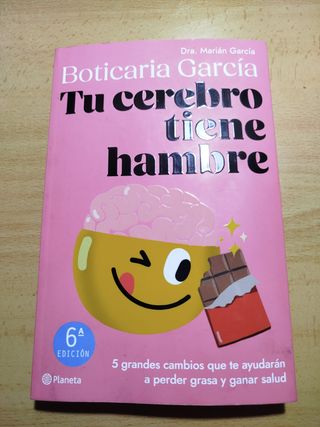 Dra. Marián García
Boticaria García
Tu cerebro
tiene
hambre
6ª
EDICIÓN
5 grandes cambios que te ayudarán
a perder grasa y ganar salud
Planeta